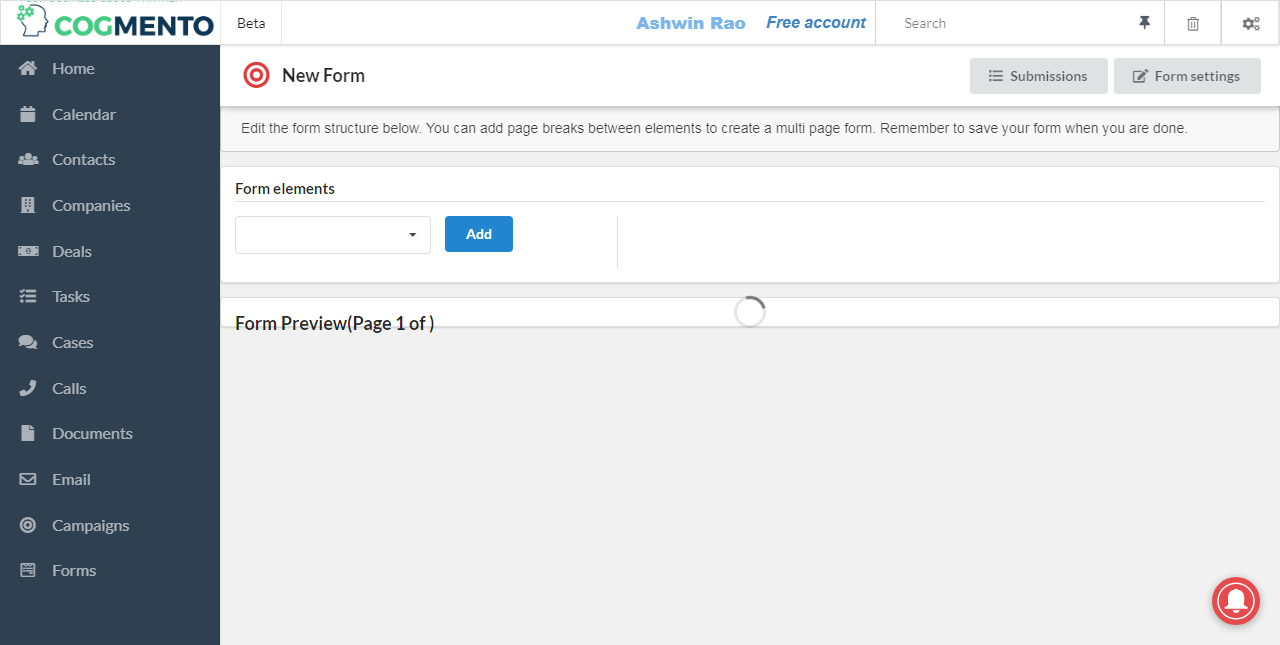 COGMENTO
Beta
Ashwin Rao
Free account
Search
Home
Calendar
Contacts
Companies
Deals
Tasks
Cases
Calls
Documents
Email
Campaigns
Forms
New Form
Submissions
Form settings
Edit the form structure below. You can add page breaks between elements to create a multi page form. Remember to save your form when you are done.
Form elements
Add
Form Preview(Page 1 of )